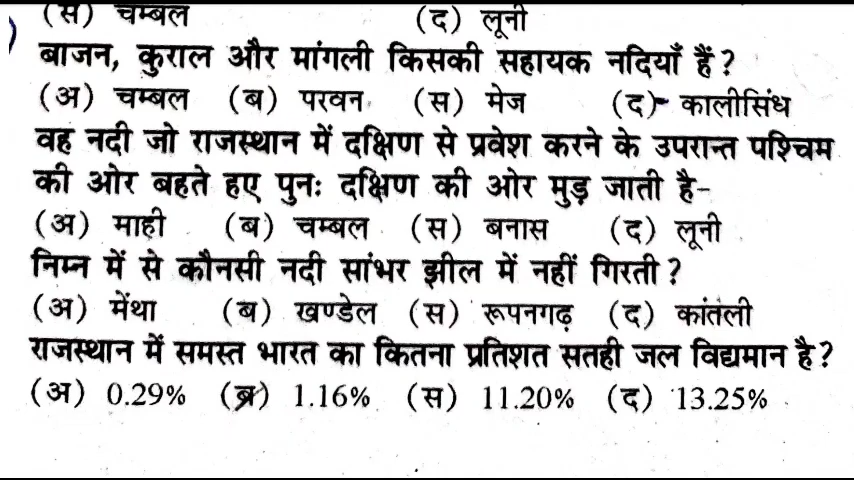 (स) चम्बल (द) लूनी
बाजन, कुराल और मांगली किसकी सहायक नदियाँ हैं?
(अ) चम्बल (ब) परवन (स) मेज (द) कालीसिंध
वह नदी जो राजस्थान में दक्षिण से प्रवेश करने के उपरान्त पश्चिम
की ओर बहते हुए पुनः दक्षिण की ओर मुड़ जाती है-
(अ) माही (ब) चम्बल (स) बनास (द) लूनी
निम्न में से कौनसी नदी सांभर झील में नहीं गिरती?
(अ) मेंथा (ब) खण्डेल (स) रूपनगढ़ (द) कांतली
राजस्थान में समस्त भारत का कितना प्रतिशत सतही जल विद्यमान है?
(अ) 0.29% (ब) 1.16% (स) 11.20% (द) 13.25%